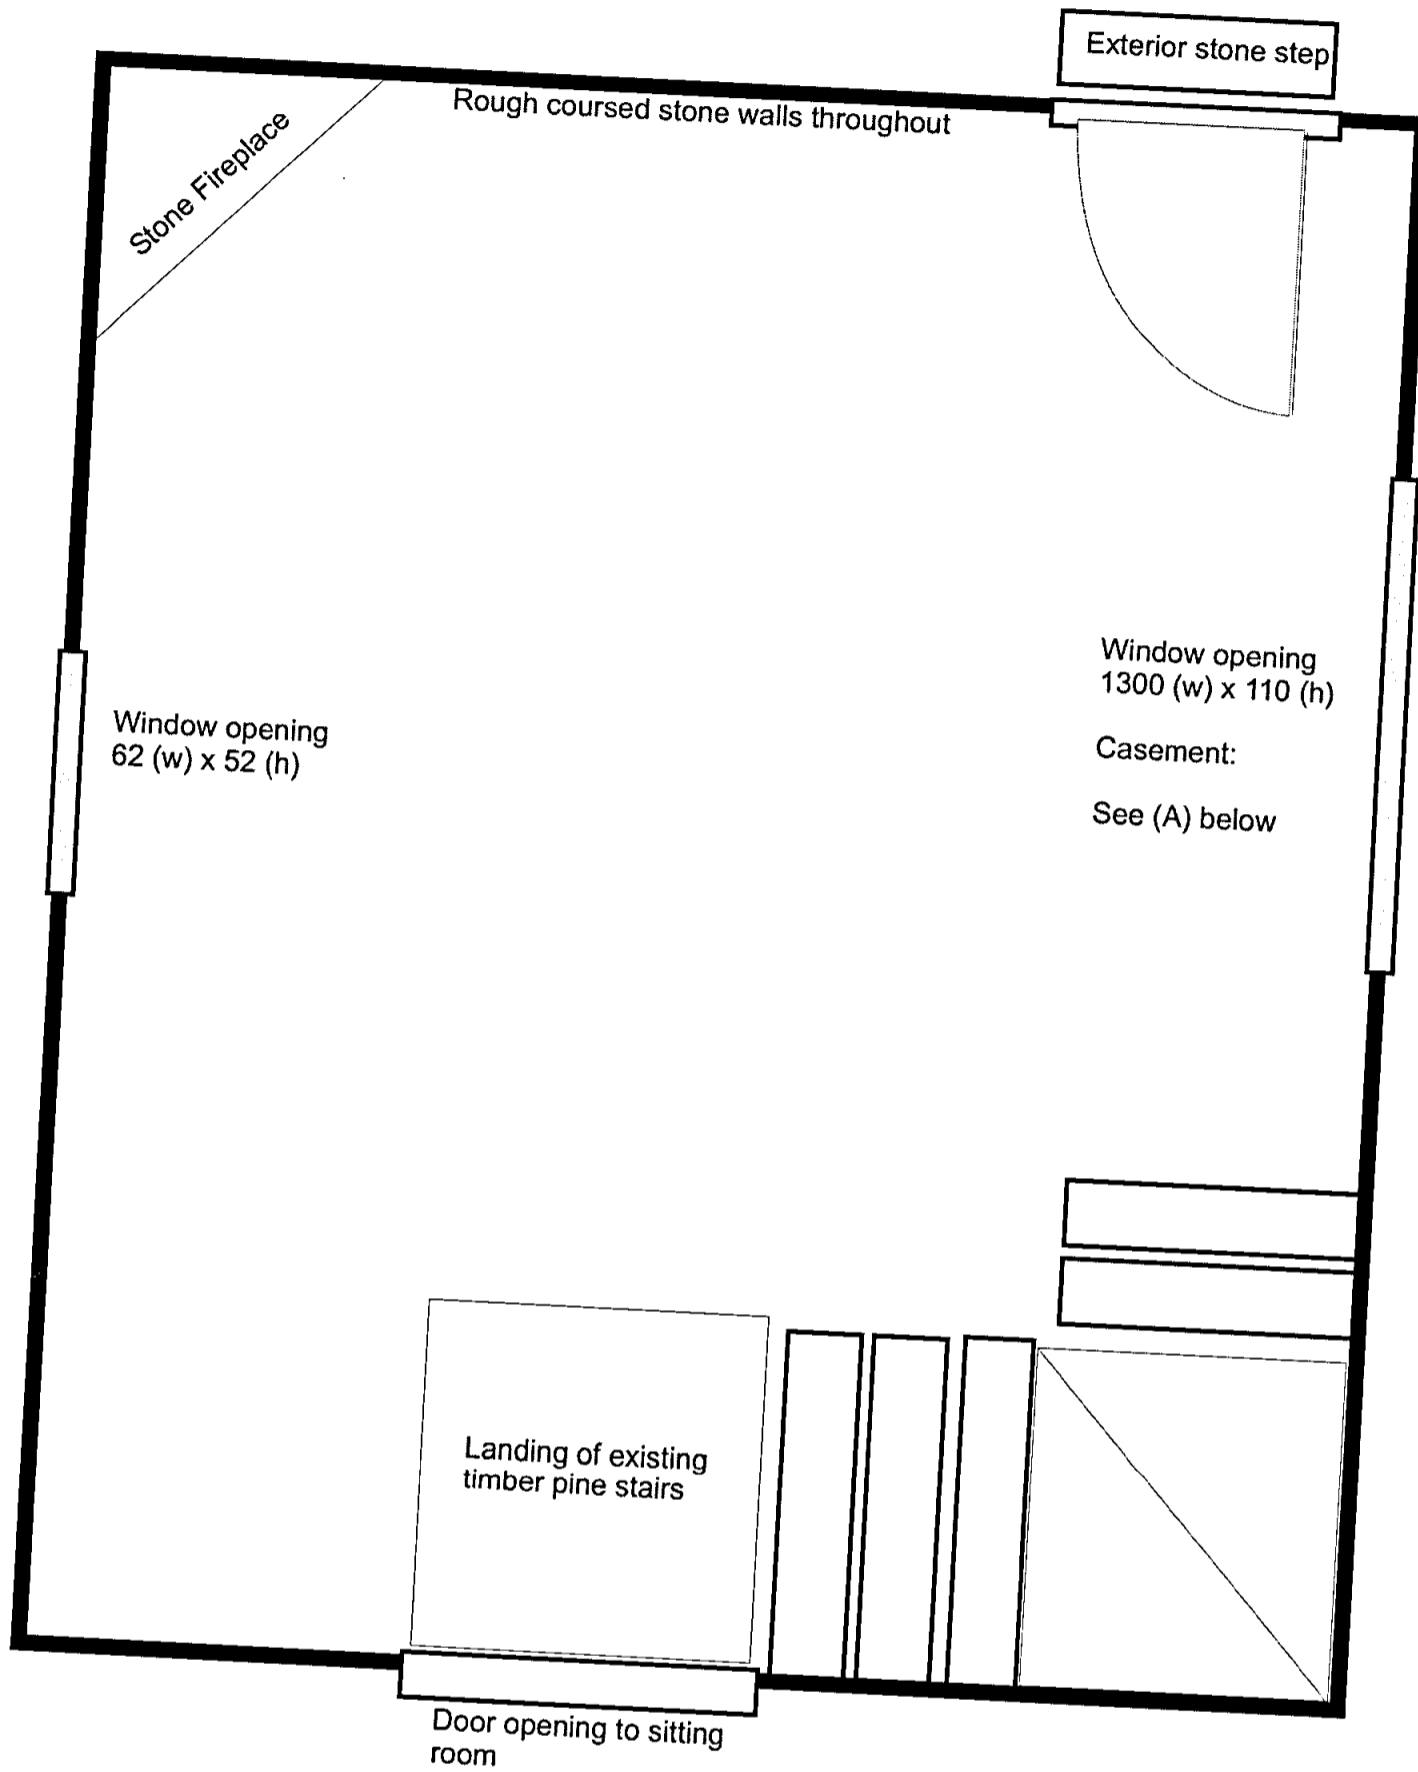 Exterior stone step
Rough coursed stone walls throughout
Stone Fireplace
Window opening
1300 (w) x 110 (h)
Casement:
See (A) below
Window opening
62 (w) x 52 (h)
Landing of existing
timber pine stairs
Door opening to sitting
room